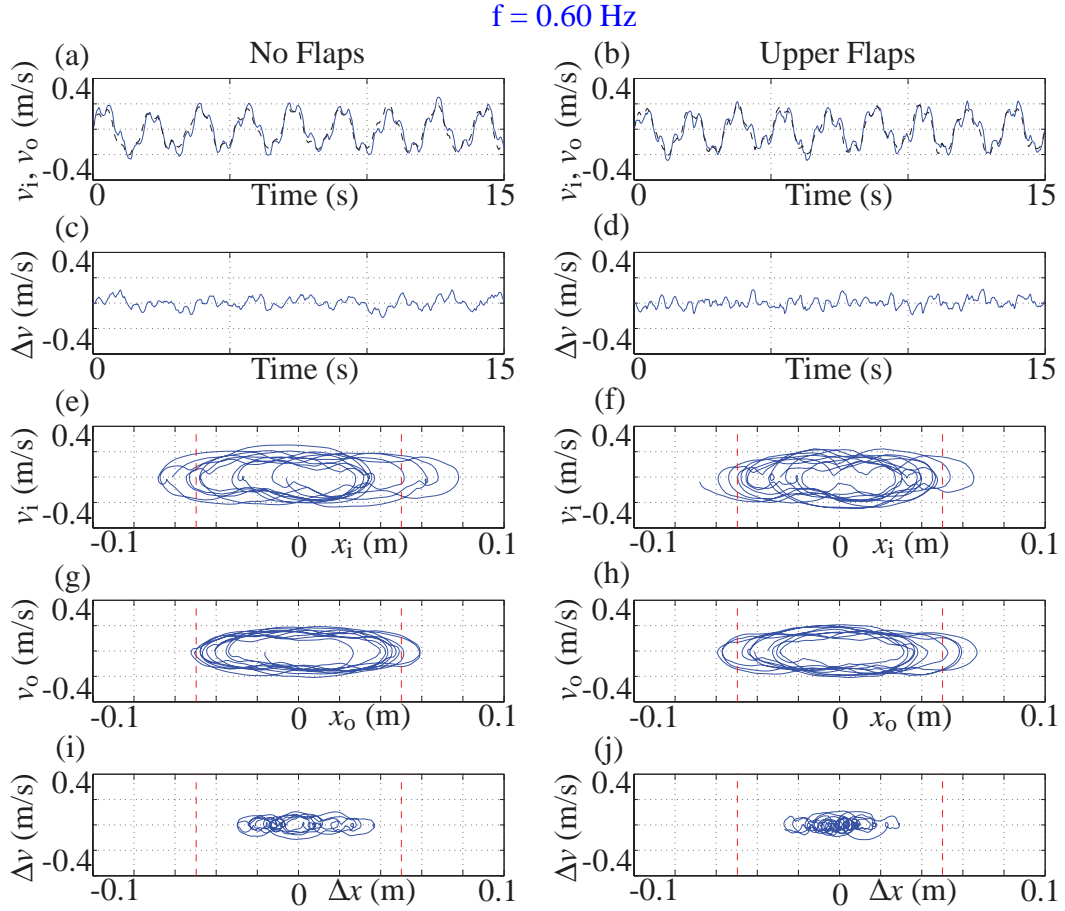 f = 0.60 Hz
(a) No Flaps
(b) Upper Flaps
vᵢ, vₒ (m/s)
0.4
-0.4
0 Time (s) 15
vᵢ, vₒ (m/s)
0.4
-0.4
0 Time (s) 15
(c)
Δv (m/s)
0.4
-0.4
0 Time (s) 15
(d)
Δv (m/s)
0.4
-0.4
0 Time (s) 15
(e)
vᵢ (m/s)
0.4
-0.4
-0.1 0 xᵢ (m) 0.1
(f)
vᵢ (m/s)
0.4
-0.4
-0.1 0 xᵢ (m) 0.1
(g)
vₒ (m/s)
0.4
-0.4
-0.1 0 xₒ (m) 0.1
(h)
vₒ (m/s)
0.4
-0.4
-0.1 0 xₒ (m) 0.1
(i)
Δv (m/s)
0.4
-0.4
-0.1 0 Δx (m) 0.1
(j)
Δv (m/s)
0.4
-0.4
-0.1 0 Δx (m) 0.1